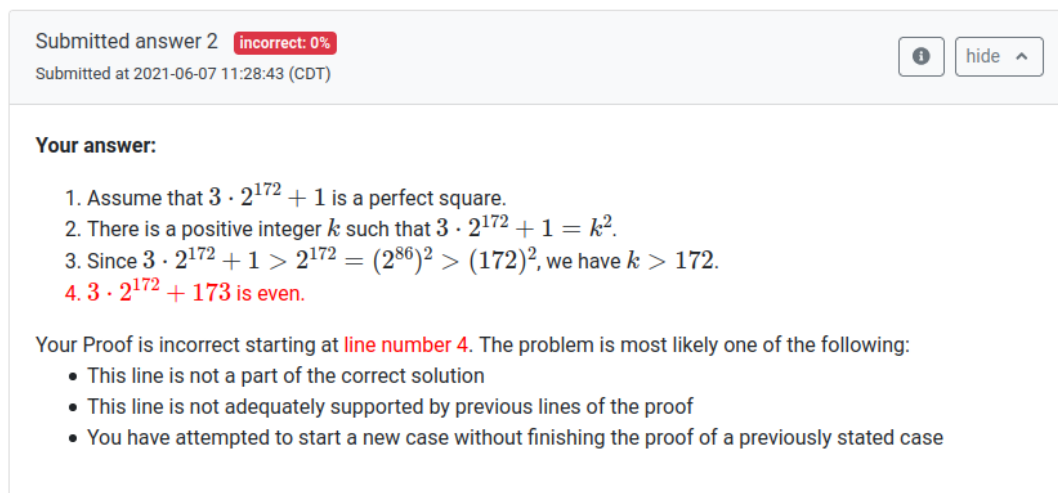 Submitted answer 2 incorrect: 0%
Submitted at 2021-06-07 11:28:43 (CDT)
hide
Your answer:
1. Assume that 3 · 2^172 + 1 is a perfect square.
2. There is a positive integer k such that 3 · 2^172 + 1 = k^2.
3. Since 3 · 2^172 + 1 > 2^172 = (2^86)^2 > (172)^2, we have k > 172.
4. 3 · 2^172 + 173 is even.
Your Proof is incorrect starting at line number 4. The problem is most likely one of the following:
• This line is not a part of the correct solution
• This line is not adequately supported by previous lines of the proof
• You have attempted to start a new case without finishing the proof of a previously stated case